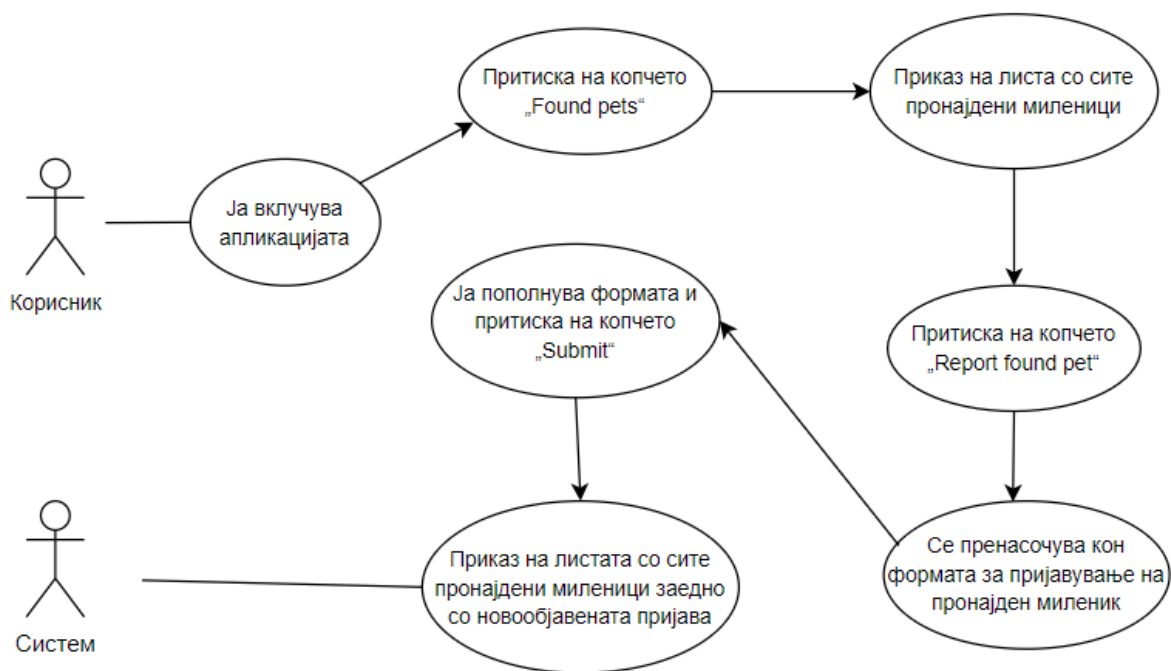 Притиска на копчето
„Found pets“
Приказ на листа со сите
пронајдени миленици
Ја вклучува
апликацијата
Корисник
Ја пополнува формата и
притиска на копчето
„Submit“
Притиска на копчето
„Report found pet“
Приказ на листата со сите
пронајдени миленици заедно
со новообјавената пријава
Се пренасочува кон
формата за пријавување на
пронајден миленик
Систем